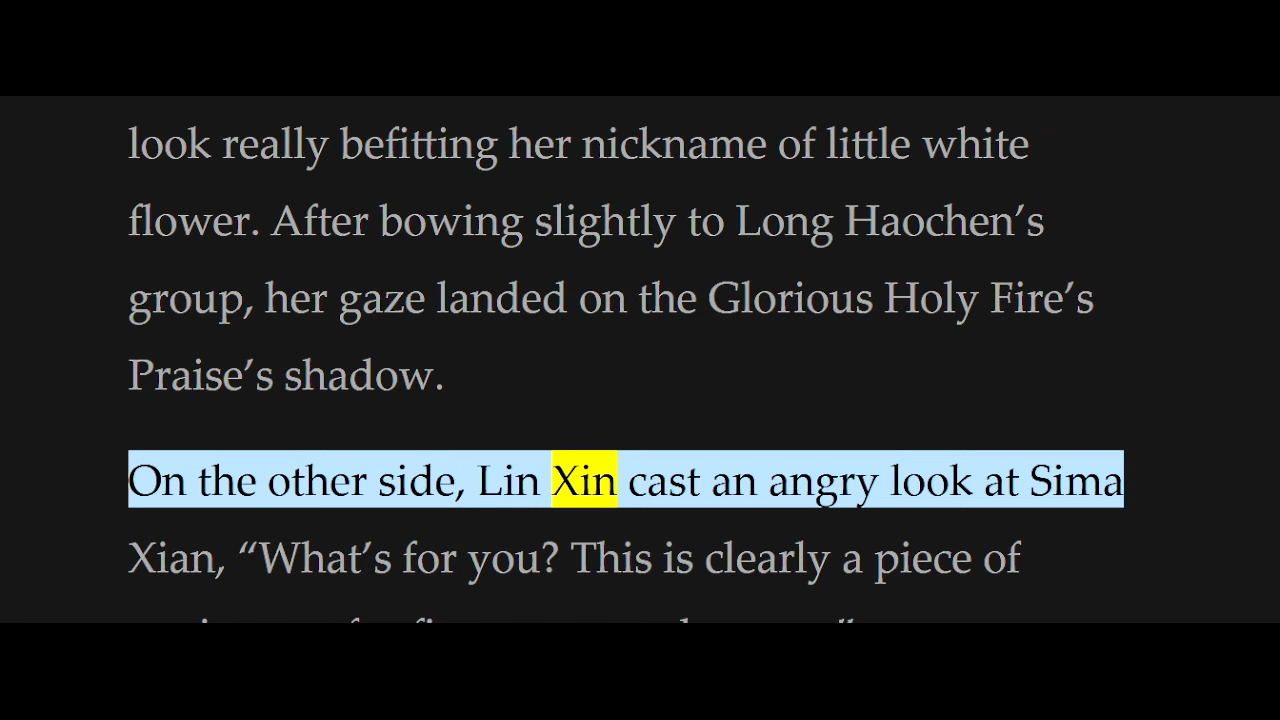 look really befitting her nickname of little white
flower. After bowing slightly to Long Haochen’s
group, her gaze landed on the Glorious Holy Fire’s
Praise’s shadow.
On the other side, Lin Xin cast an angry look at Sima
Xian, “What’s for you? This is clearly a piece of